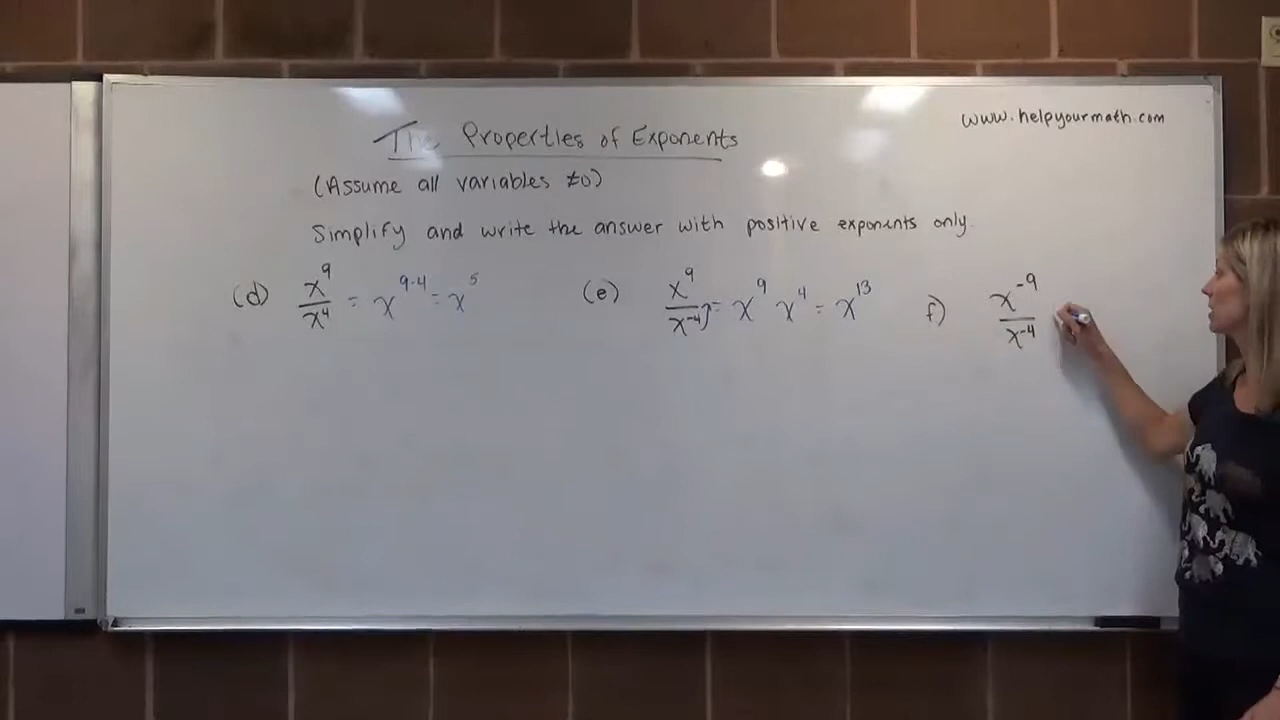 www.helpyourmath.com
The Properties of Exponents
(Assume all variables ≠0)
Simplify and write the answer with positive exponents only.
(d) x^9/x^4 = x^(9-4) = x^5
(e) x^9/x^-4 = x^9 x^4 = x^13
f) x^-9/x^-4